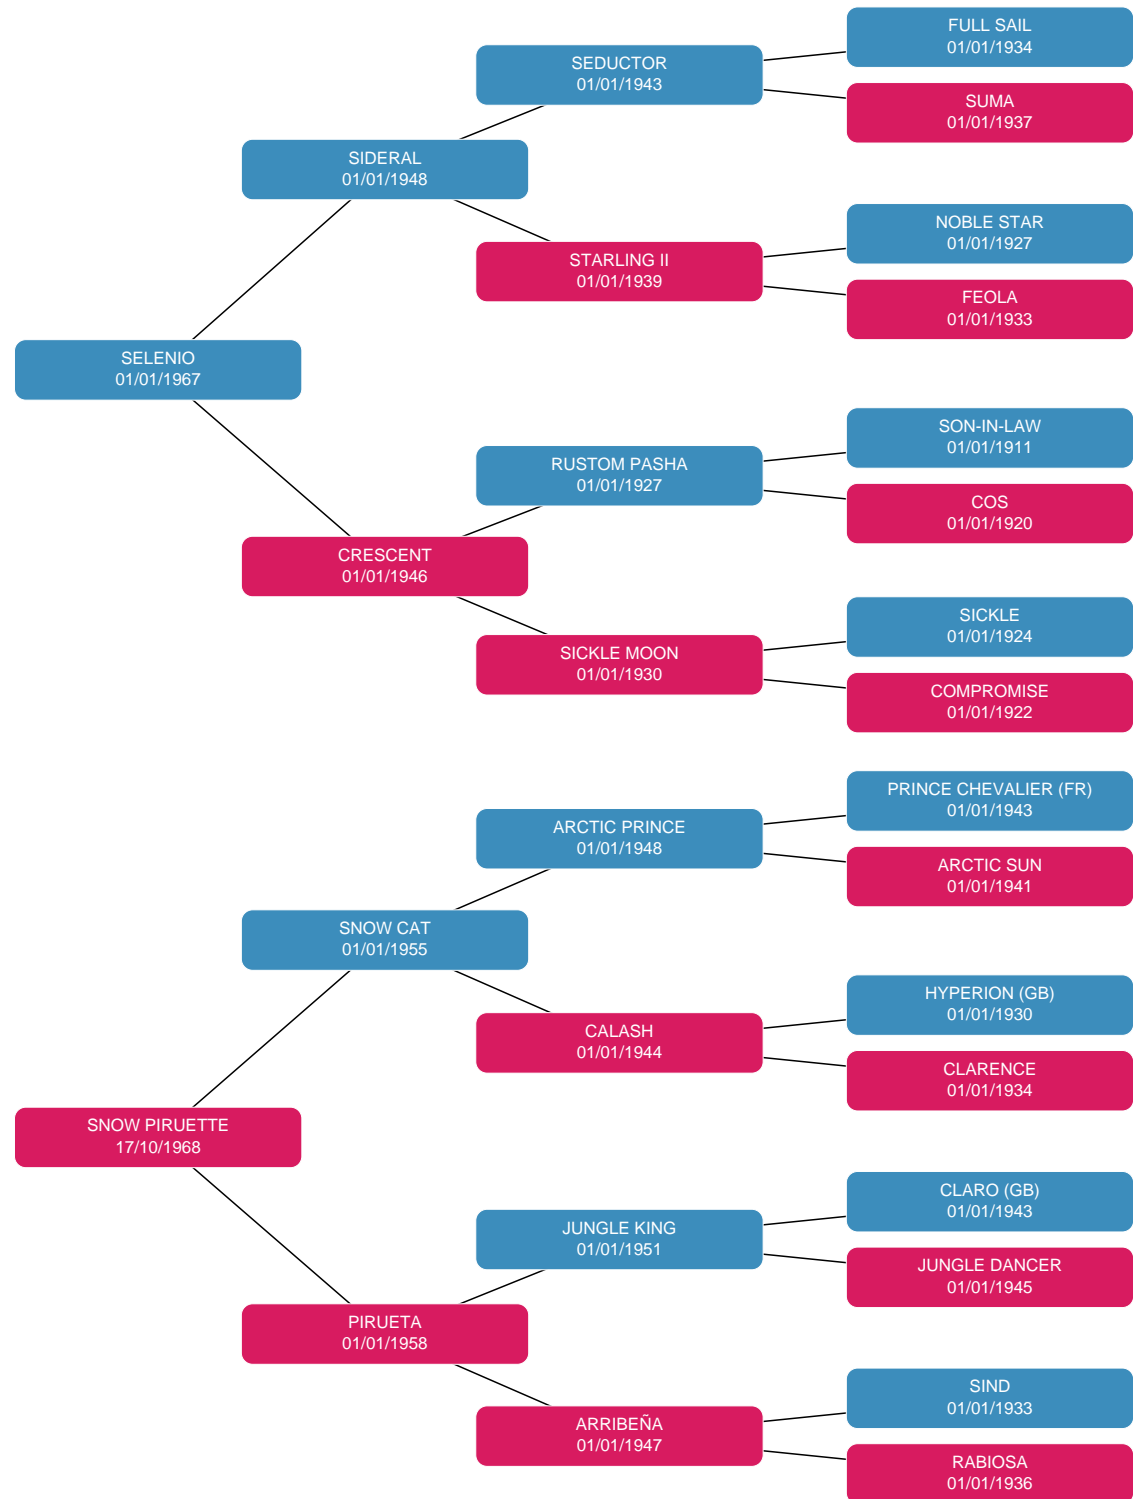 FULL SAIL
01/01/1934
SEDUCTOR
01/01/1943
SUMA
01/01/1937
SIDERAL
01/01/1948
NOBLE STAR
01/01/1927
STARLING II
01/01/1939
FEOLA
01/01/1933
SELENIO
01/01/1967
SON-IN-LAW
01/01/1911
RUSTOM PASHA
01/01/1927
COS
01/01/1920
CRESCENT
01/01/1946
SICKLE
01/01/1924
SICKLE MOON
01/01/1930
COMPROMISE
01/01/1922
PRINCE CHEVALIER (FR)
01/01/1943
ARCTIC PRINCE
01/01/1948
ARCTIC SUN
01/01/1941
SNOW CAT
01/01/1955
HYPERION (GB)
01/01/1930
CALASH
01/01/1944
CLARENCE
01/01/1934
SNOW PIRUETTE
17/10/1968
CLARO (GB)
01/01/1943
JUNGLE KING
01/01/1951
JUNGLE DANCER
01/01/1945
PIRUETA
01/01/1958
SIND
01/01/1933
ARRIBEÑA
01/01/1947
RABIOSA
01/01/1936